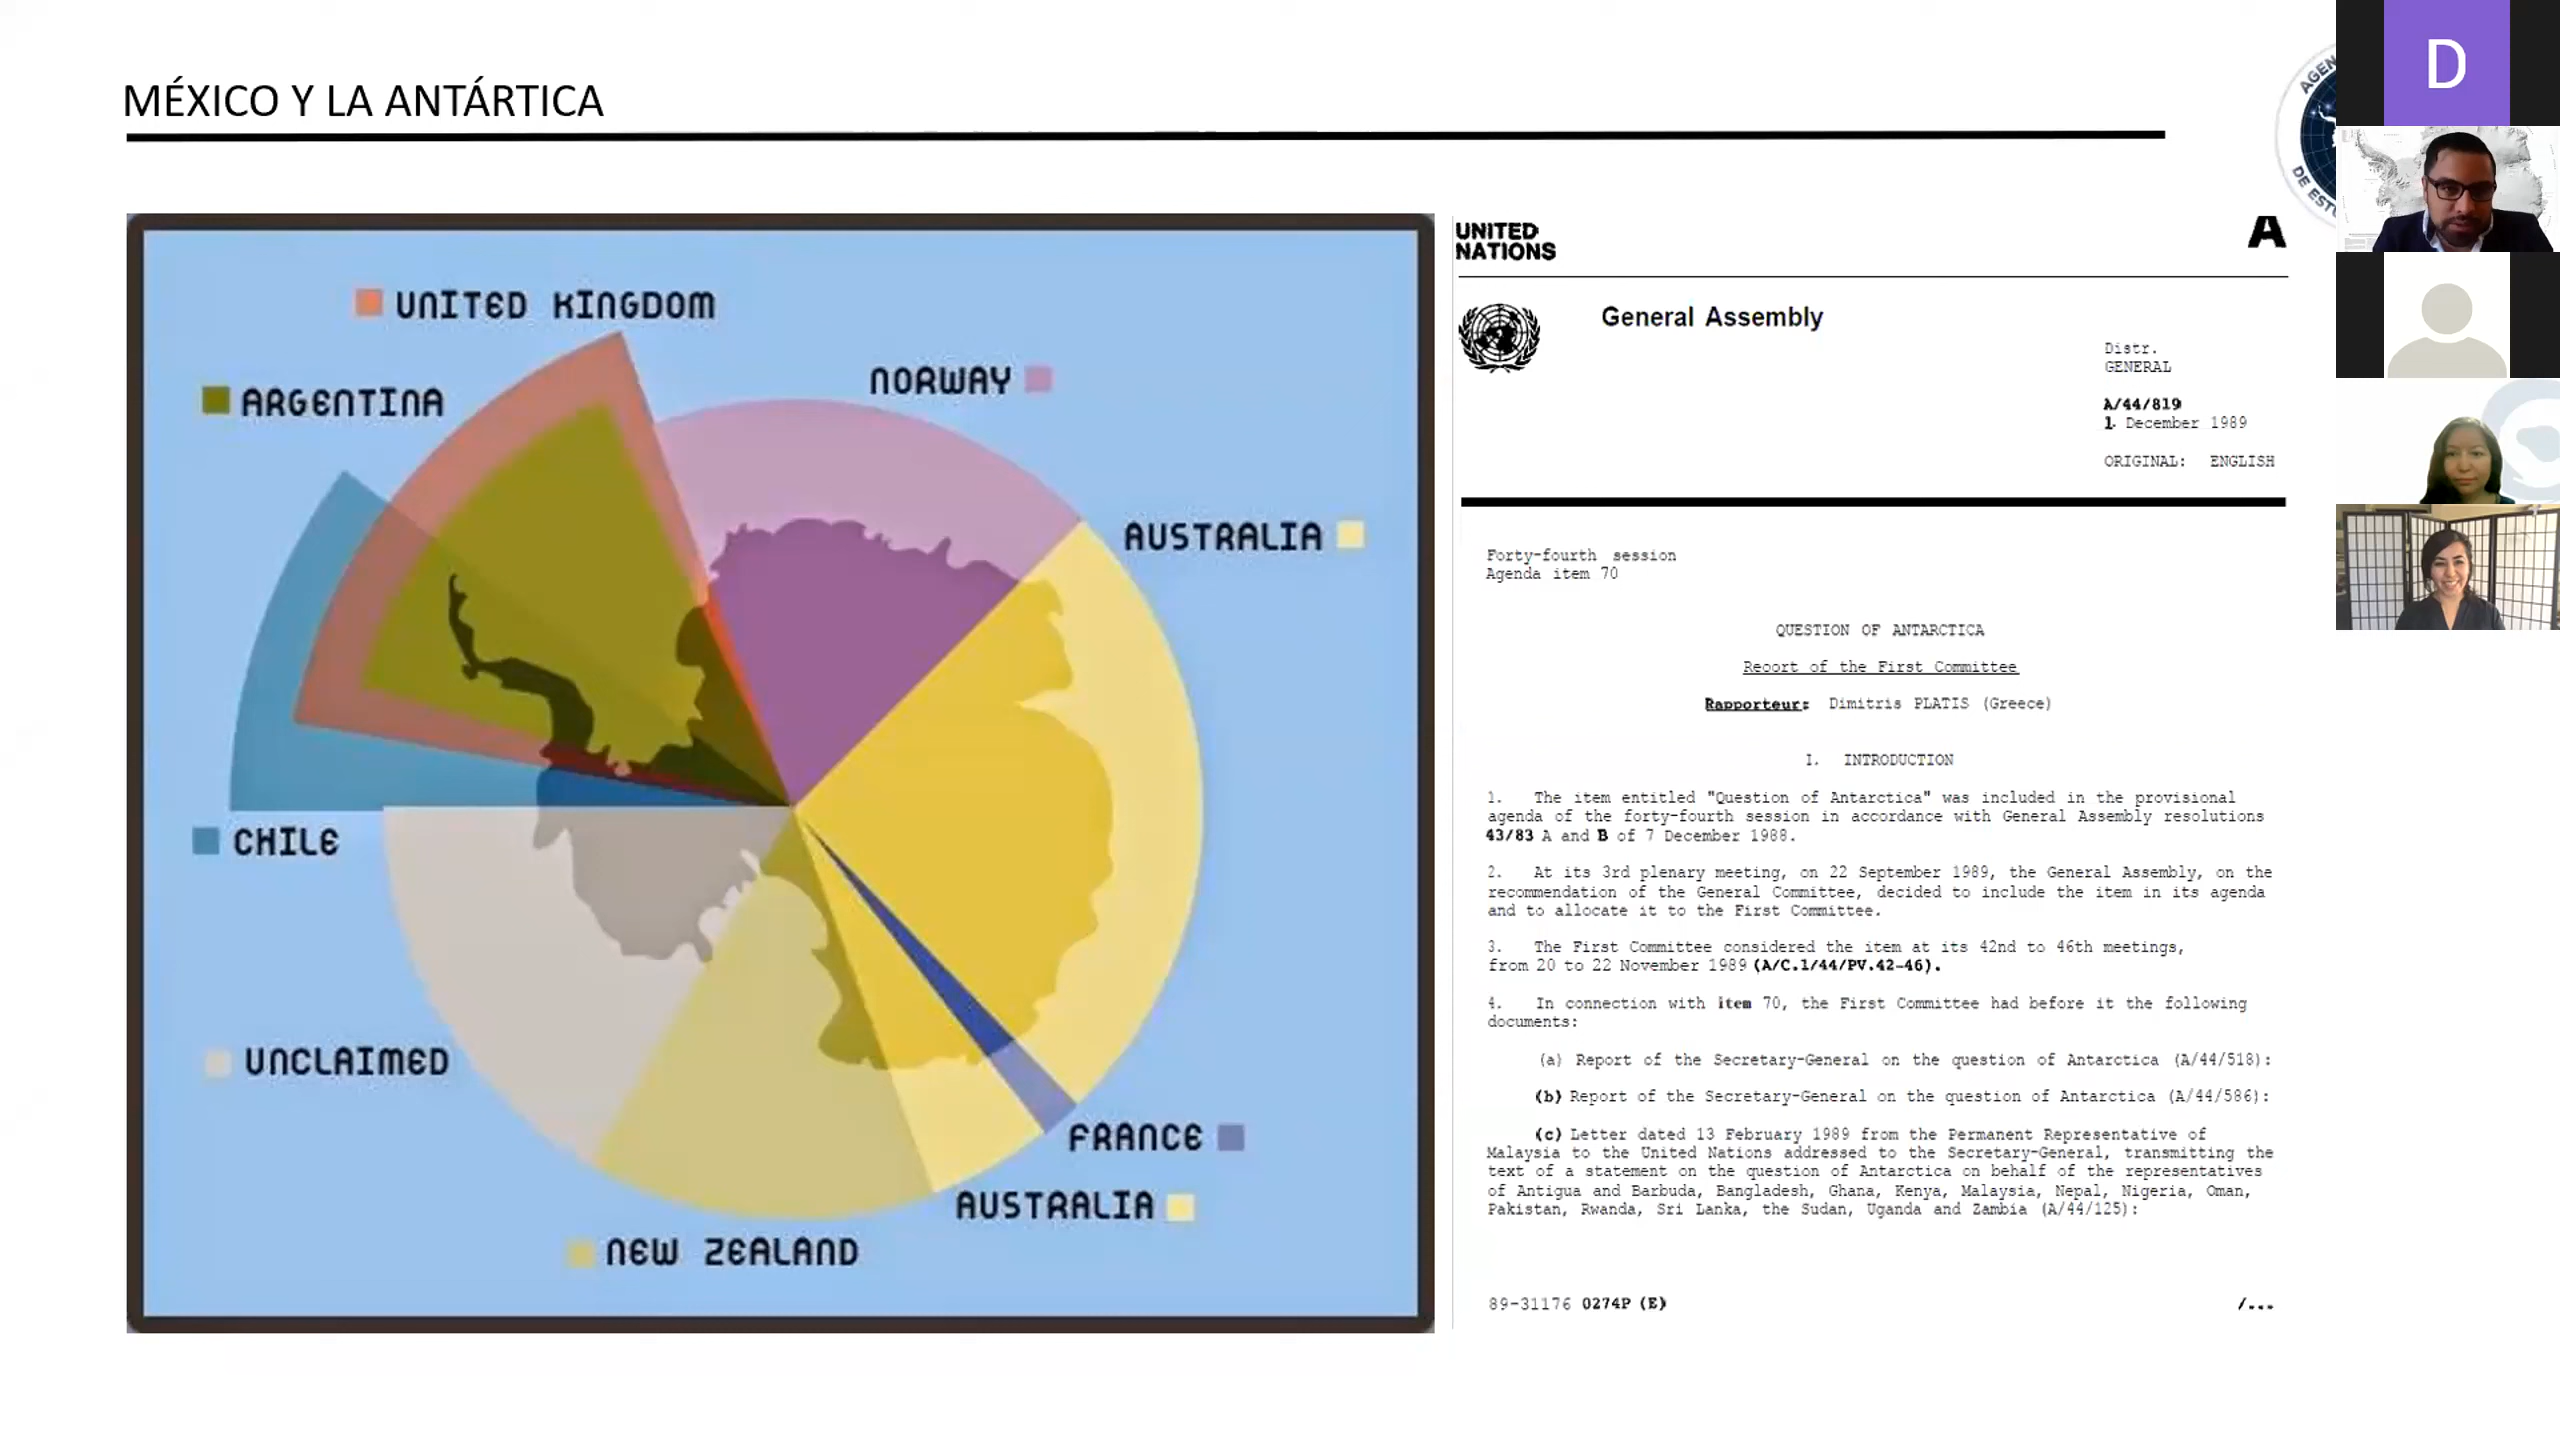 MÉXICO Y LA ANTÁRTICA
UNITED KINGDOM
ARGENTINA
NORWAY
AUSTRALIA
CHILE
UNCLAIMED
FRANCE
AUSTRALIA
NEW ZEALAND
UNITED
NATIONS
A
General Assembly
Distr.
GENERAL
A/44/819
1 December 1989
ORIGINAL: ENGLISH
Forty-fourth session
Agenda item 70
QUESTION OF ANTARCTICA
Reoort of the First Committee
Rapporteur: Dimitris PLATIS (Greece)
I. INTRODUCTION
1. The item entitled "Question of Antarctica" was included in the provisional
agenda of the forty-fourth session in accordance with General Assembly resolutions
43/83 A and B of 7 December 1988.
2. At its 3rd plenary meeting, on 22 September 1989, the General Assembly, on the
recommendation of the General Committee, decided to include the item in its agenda
and to allocate it to the First Committee.
3. The First Committee considered the item at its 42nd to 46th meetings,
from 20 to 22 November 1989 (A/C.1/44/PV.42-46).
4. In connection with item 70, the First Committee had before it the following
documents:
(a) Report of the Secretary-General on the question of Antarctica (A/44/518):
(b) Report of the Secretary-General on the question of Antarctica (A/44/586):
(c) Letter dated 13 February 1989 from the Permanent Representative of
Malaysia to the United Nations addressed to the Secretary-General, transmitting the
text of a statement on the question of Antarctica on behalf of the representatives
of Antigua and Barbuda, Bangladesh, Ghana, Kenya, Malaysia, Nepal, Nigeria, Oman,
Pakistan, Rwanda, Sri Lanka, the Sudan, Uganda and Zambia (A/44/125):
89-31176 0274P (E)
/...
AGEN
DE EST
D